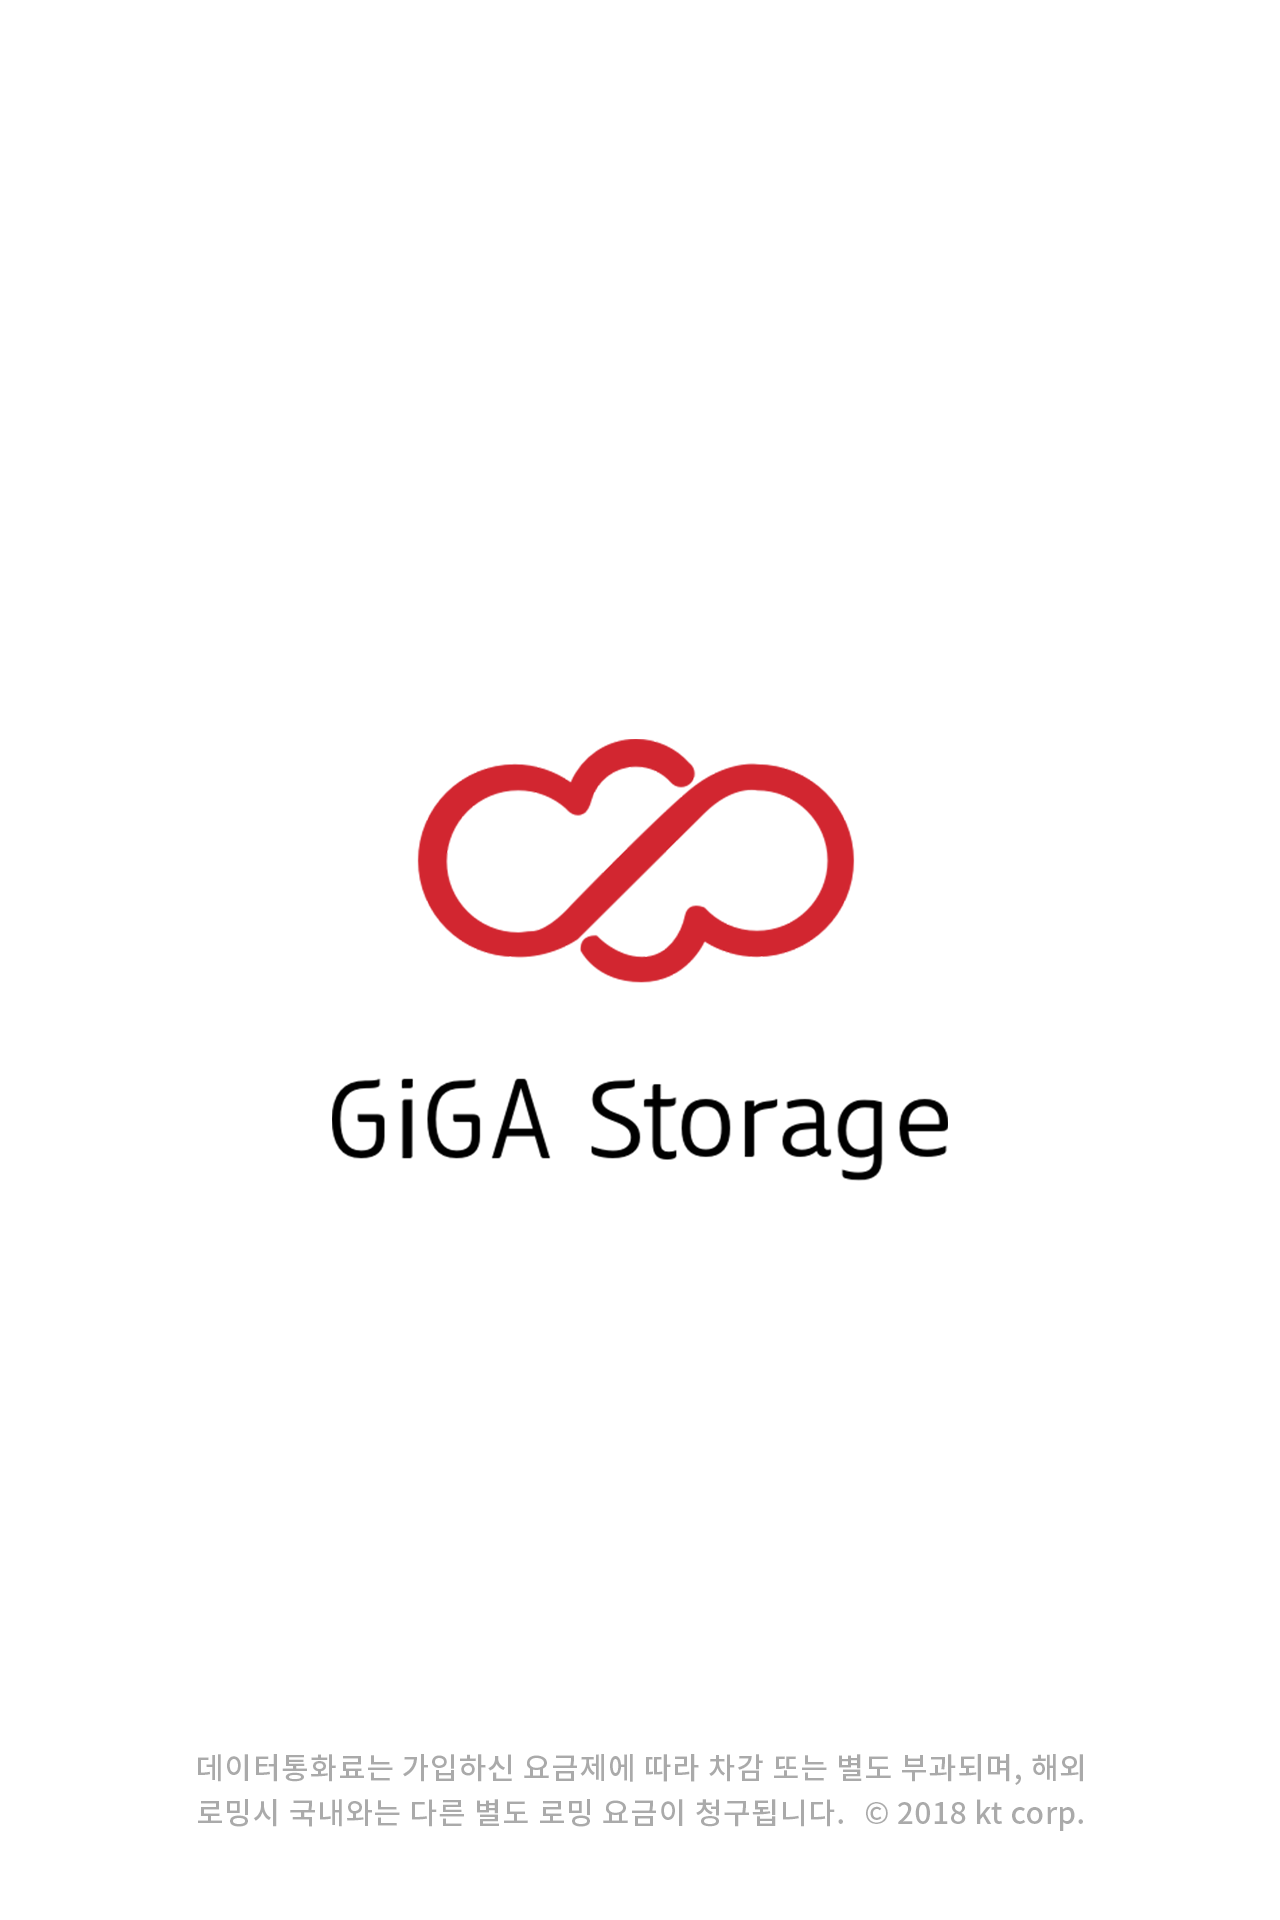 GiGA Storage
데이터통화료는 가입하신 요금제에 따라 차감 또는 별도 부과되며, 해외
로밍시 국내와는 다른 별도 로밍 요금이 청구됩니다. © 2018 kt corp.